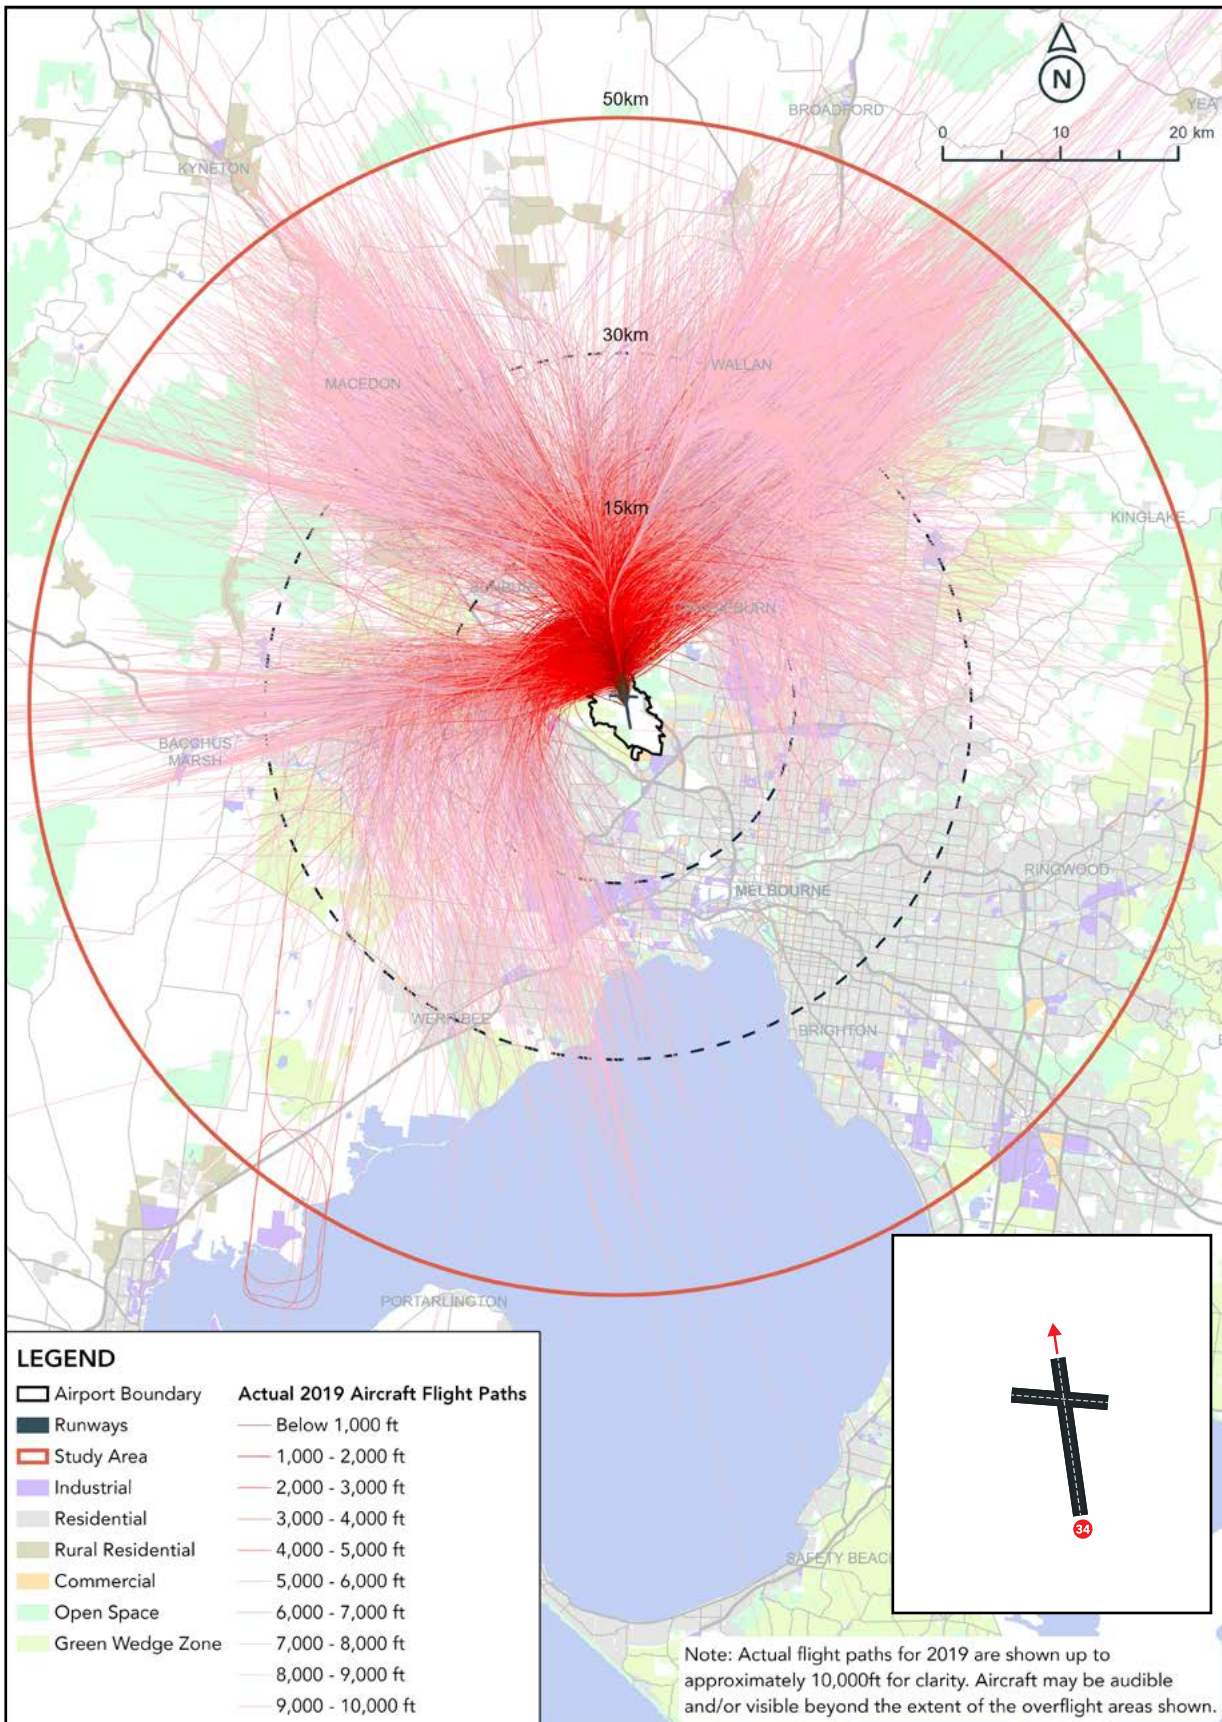 N
50km
BROADFORD
0 10 20 km
KYNETON
30km
WALLAN
MACEDON
15km
KINGLAKE
BACCHUS
MARSH
RINGWOOD
MELBOURNE
WERRIBEE
BRIGHTON
PORTARLINGTON
LEGEND
Airport Boundary
Runways
Study Area
Industrial
Residential
Rural Residential
Commercial
Open Space
Green Wedge Zone
Actual 2019 Aircraft Flight Paths
Below 1,000 ft
1,000 - 2,000 ft
2,000 - 3,000 ft
3,000 - 4,000 ft
4,000 - 5,000 ft
5,000 - 6,000 ft
6,000 - 7,000 ft
7,000 - 8,000 ft
8,000 - 9,000 ft
9,000 - 10,000 ft
34
SAFETY BEAC
Note: Actual flight paths for 2019 are shown up to
approximately 10,000ft for clarity. Aircraft may be audible
and/or visible beyond the extent of the overflight areas shown.